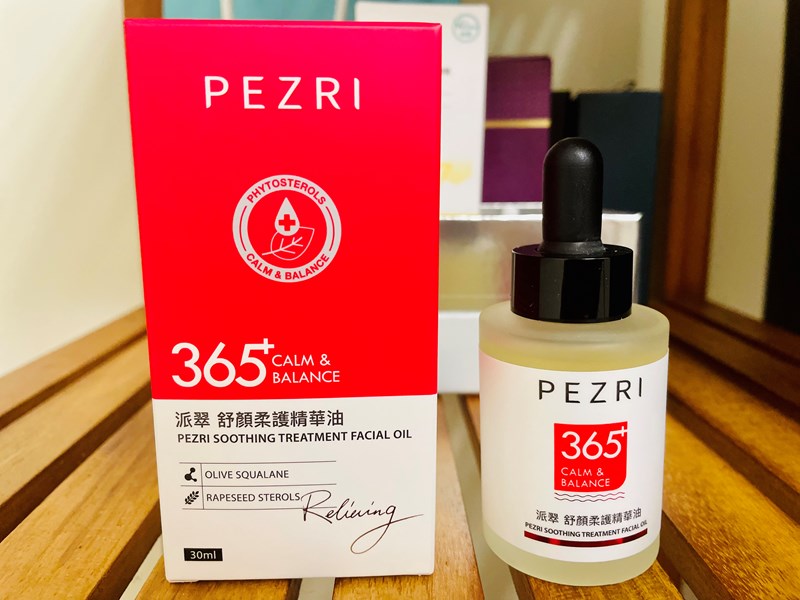 PEZRI
PHYTOSTEROLS
CALM & BALANCE
365+ CALM &
BALANCE
派翠 舒顏柔護精華油
PEZRI SOOTHING TREATMENT FACIAL OIL
OLIVE SQUALANE
RAPESEED STEROLS
Relieving
30ml
PEZRI
365+
CALM &
BALANCE
派翠 舒顏柔護精華油
PEZRI SOOTHING TREATMENT FACIAL OIL